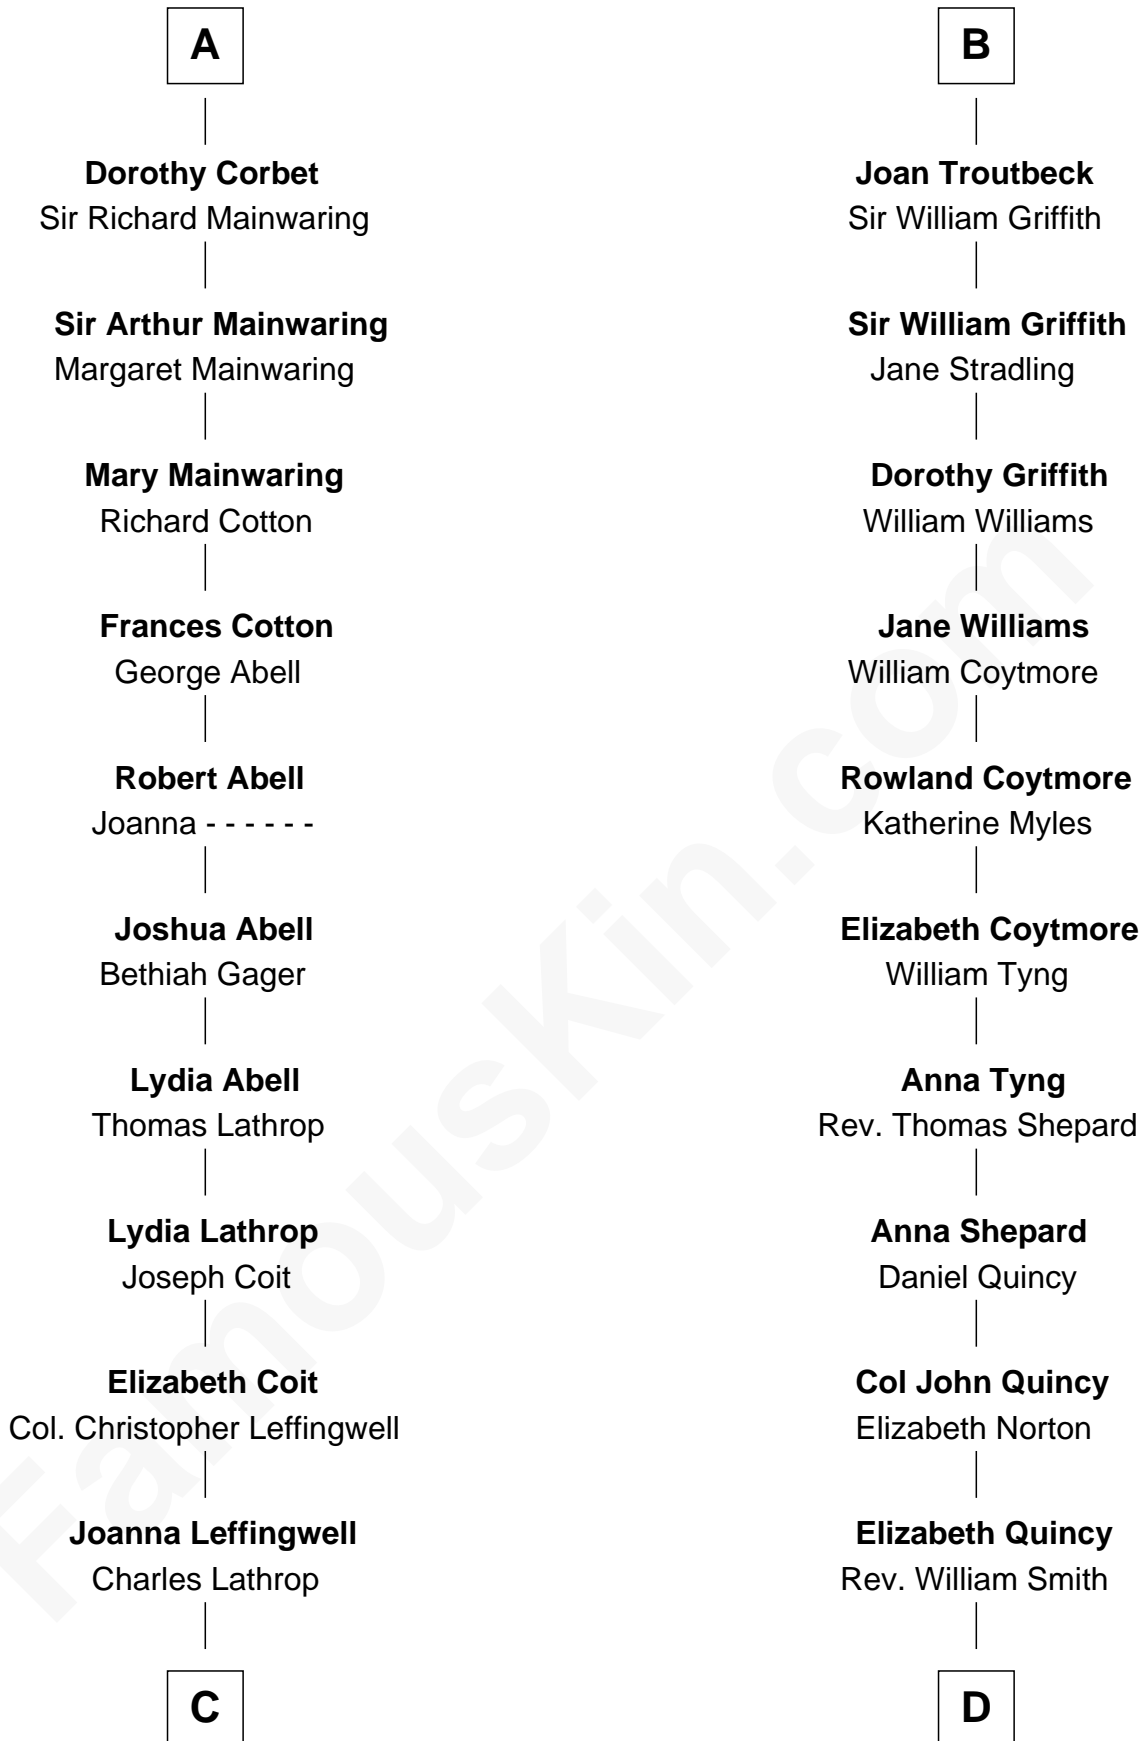 A
Dorothy Corbet
Sir Richard Mainwaring
Sir Arthur Mainwaring
Margaret Mainwaring
Mary Mainwaring
Richard Cotton
Frances Cotton
George Abell
Robert Abell
Joanna - - - - - -
Joshua Abell
Bethiah Gager
Lydia Abell
Thomas Lathrop
Lydia Lathrop
Joseph Coit
Elizabeth Coit
Col. Christopher Leffingwell
Joanna Leffingwell
Charles Lathrop
C
B
Joan Troutbeck
Sir William Griffith
Sir William Griffith
Jane Stradling
Dorothy Griffith
William Williams
Jane Williams
William Coytmore
Rowland Coytmore
Katherine Myles
Elizabeth Coytmore
William Tyng
Anna Tyng
Rev. Thomas Shepard
Anna Shepard
Daniel Quincy
Col John Quincy
Elizabeth Norton
Elizabeth Quincy
Rev. William Smith
D
FamousKin.com